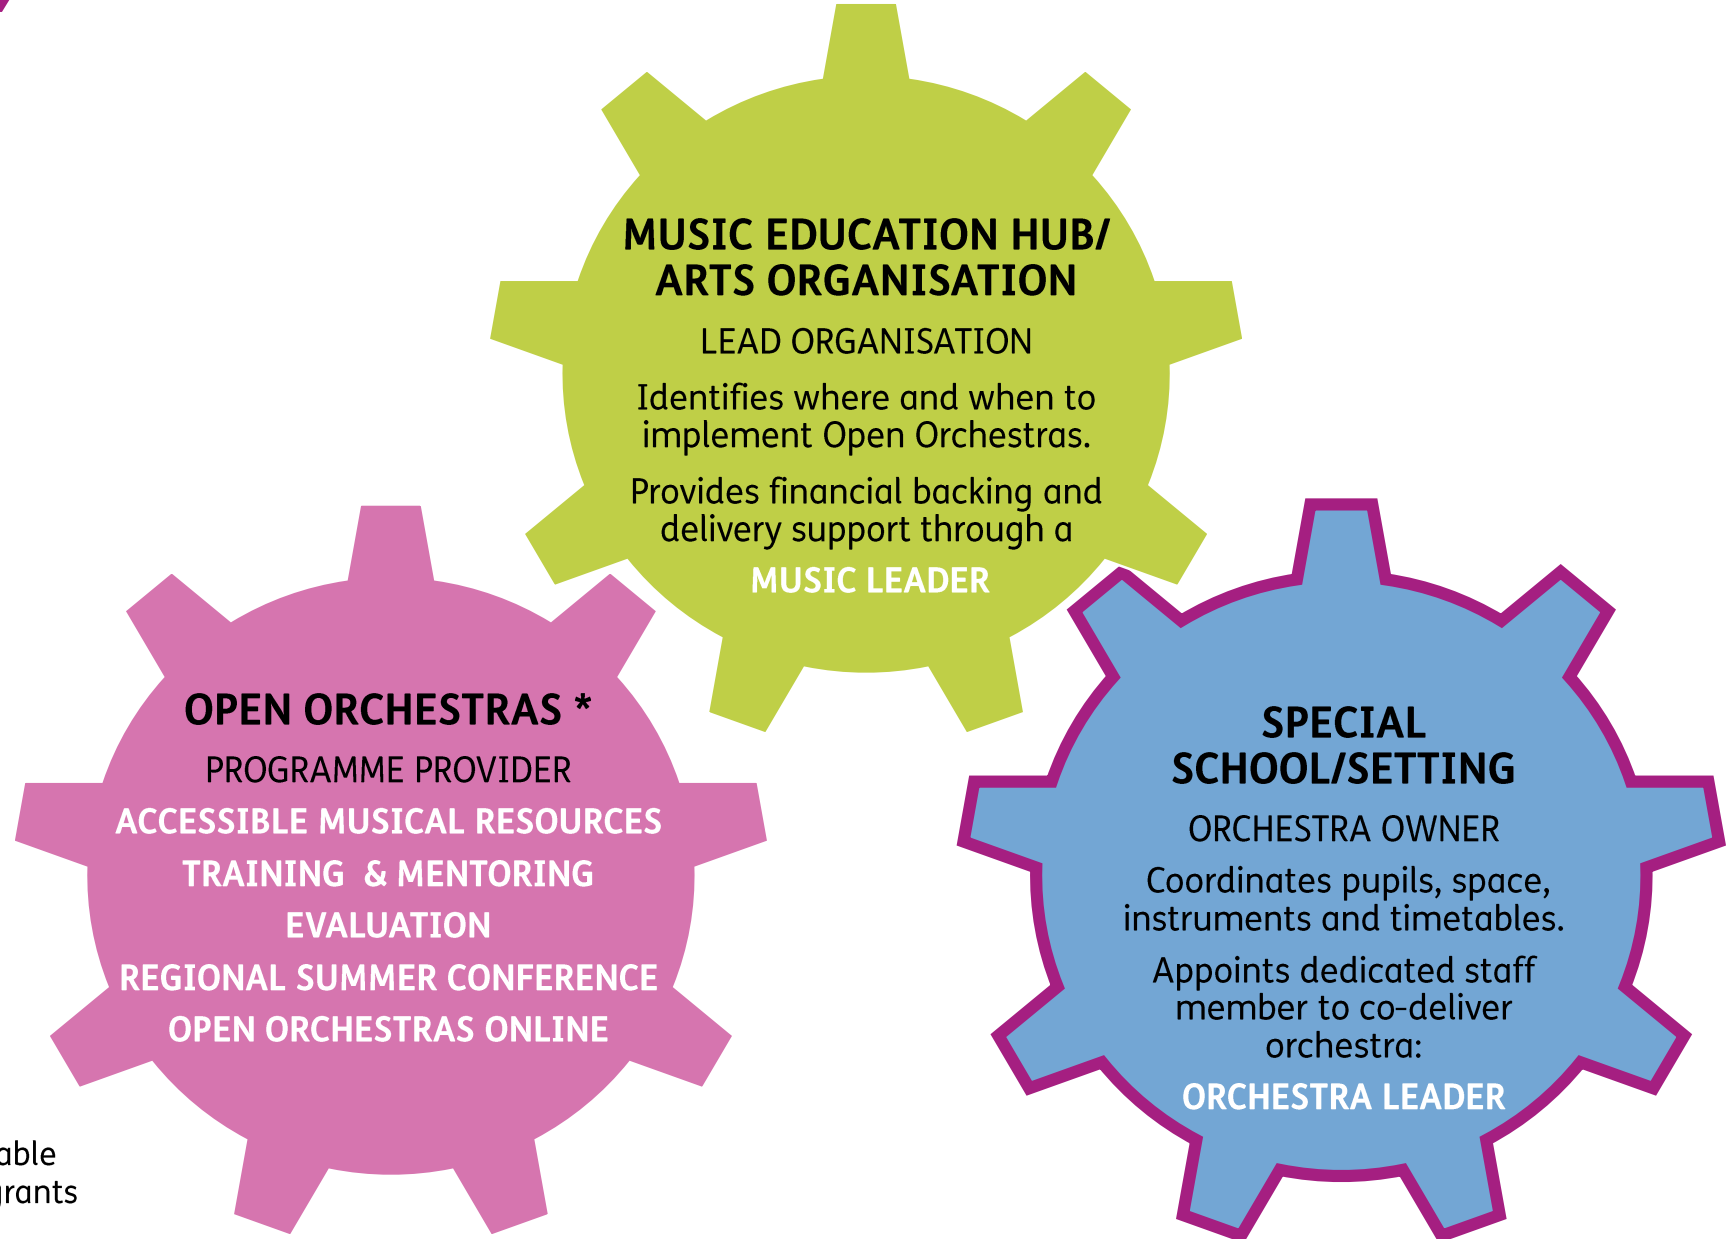 MUSIC EDUCATION HUB/
ARTS ORGANISATION
LEAD ORGANISATION
Identifies where and when to
implement Open Orchestras.
Provides financial backing and
delivery support through a
MUSIC LEADER
OPEN ORCHESTRAS *
PROGRAMME PROVIDER
ACCESSIBLE MUSICAL RESOURCES
TRAINING & MENTORING
EVALUATION
REGIONAL SUMMER CONFERENCE
OPEN ORCHESTRAS ONLINE
SPECIAL
SCHOOL/SETTING
ORCHESTRA OWNER
Coordinates pupils, space,
instruments and timetables.
Appoints dedicated staff
member to co-deliver
orchestra:
ORCHESTRA LEADER
able
grants